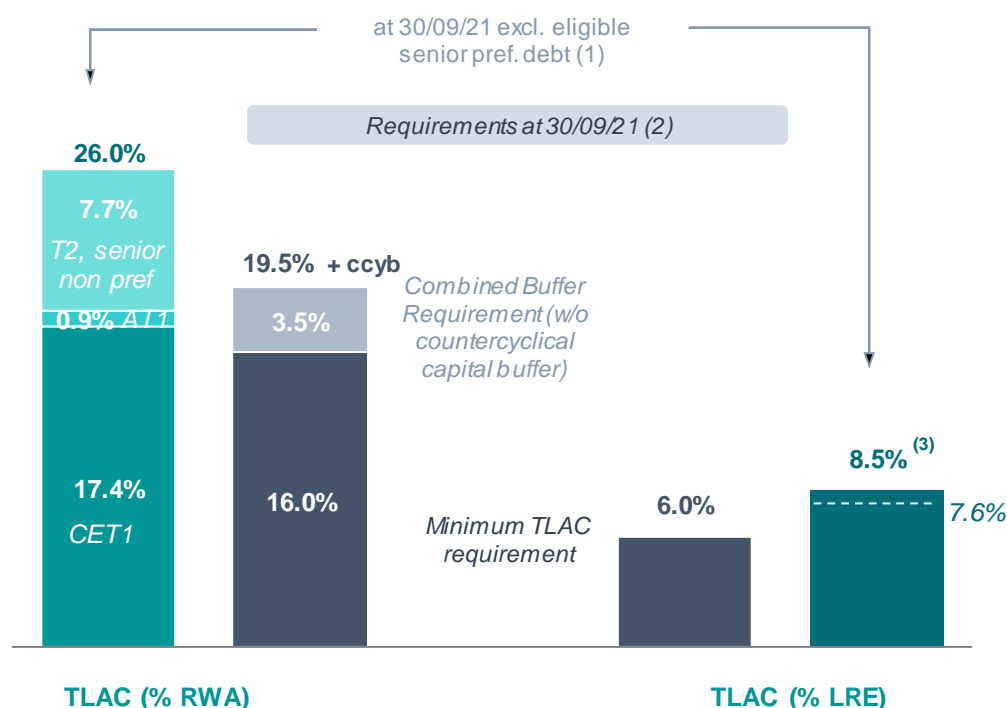 at 30/09/21 excl. eligible
senior pref. debt (1)
Requirements at 30/09/21 (2)
26.0%
7.7%
T2, senior
non pref
0.9% AT1
17.4%
CET1
19.5% + ccyb
3.5%
16.0%
Combined Buffer
Requirement (w/o
countercyclical
capital buffer)
Minimum TLAC
requirement
6.0%
8.5% (3)
7.6%
TLAC (% RWA)
TLAC (% LRE)